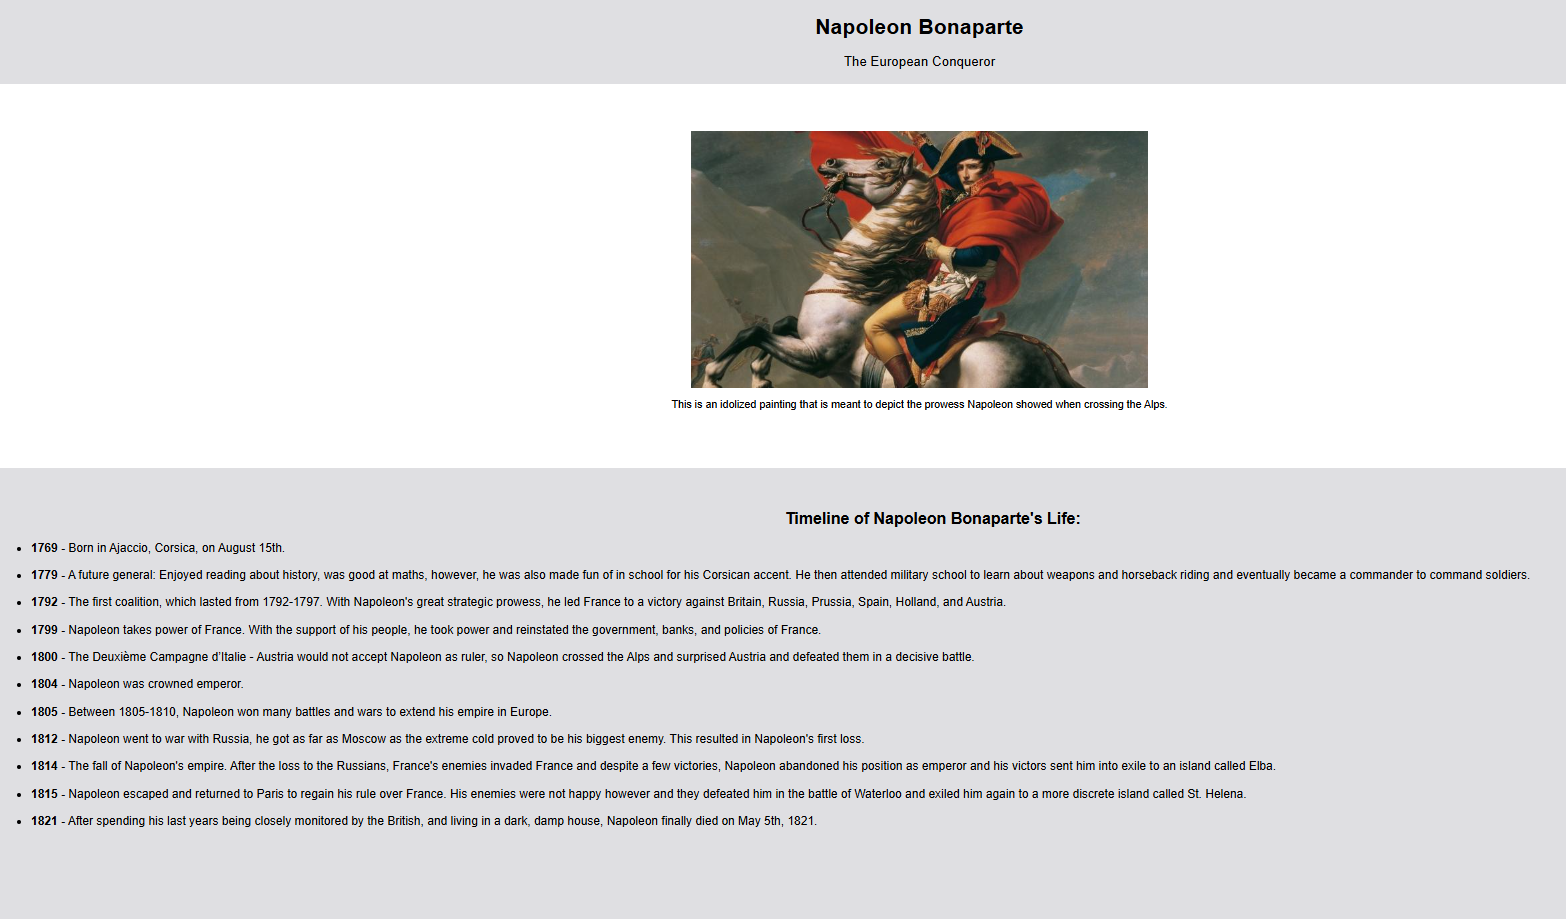 Napoleon Bonaparte
The European Conqueror
This is an idolized painting that is meant to depict the prowess Napoleon showed when crossing the Alps.
Timeline of Napoleon Bonaparte's Life:
• 1769 - Born in Ajaccio, Corsica, on August 15th.
• 1779 - A future general: Enjoyed reading about history, was good at maths, however, he was also made fun of in school for his Corsican accent. He then attended military school to learn about weapons and horseback riding and eventually became a commander to command soldiers.
• 1792 - The first coalition, which lasted from 1792-1797. With Napoleon's great strategic prowess, he led France to a victory against Britain, Russia, Prussia, Spain, Holland, and Austria.
• 1799 - Napoleon takes power of France. With the support of his people, he took power and reinstated the government, banks, and policies of France.
• 1800 - The Deuxième Campagne d'Italie - Austria would not accept Napoleon as ruler, so Napoleon crossed the Alps and surprised Austria and defeated them in a decisive battle.
• 1804 - Napoleon was crowned emperor.
• 1805 - Between 1805-1810, Napoleon won many battles and wars to extend his empire in Europe.
• 1812 - Napoleon went to war with Russia, he got as far as Moscow as the extreme cold proved to be his biggest enemy. This resulted in Napoleon's first loss.
• 1814 - The fall of Napoleon's empire. After the loss to the Russians, France's enemies invaded France and despite a few victories, Napoleon abandoned his position as emperor and his victors sent him into exile to an island called Elba.
• 1815 - Napoleon escaped and returned to Paris to regain his rule over France. His enemies were not happy however and they defeated him in the battle of Waterloo and exiled him again to a more discrete island called St. Helena.
• 1821 - After spending his last years being closely monitored by the British, and living in a dark, damp house, Napoleon finally died on May 5th, 1821.